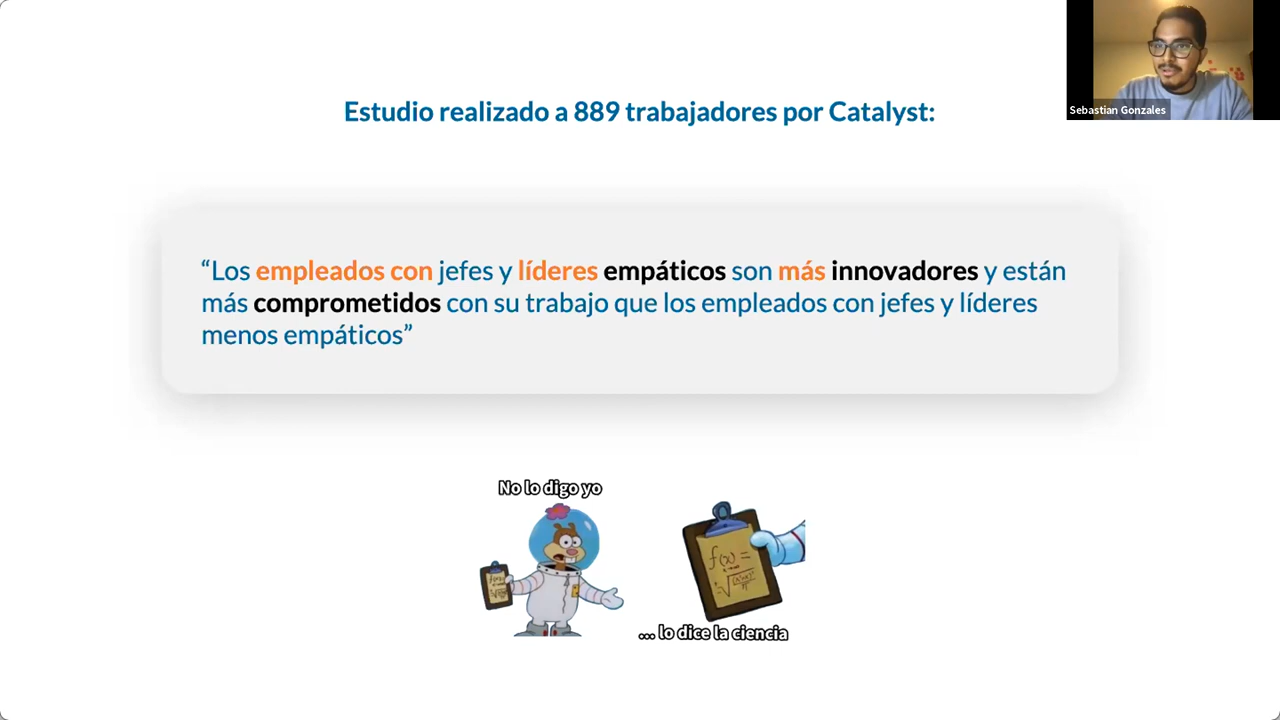 Estudio realizado a 889 trabajadores por Catalyst:
Sebastian Gonzales
“Los empleados con jefes y líderes empáticos son más innovadores y están
más comprometidos con su trabajo que los empleados con jefes y líderes
menos empáticos”
No lo digo yo
f(x) =
... lo dice la ciencia